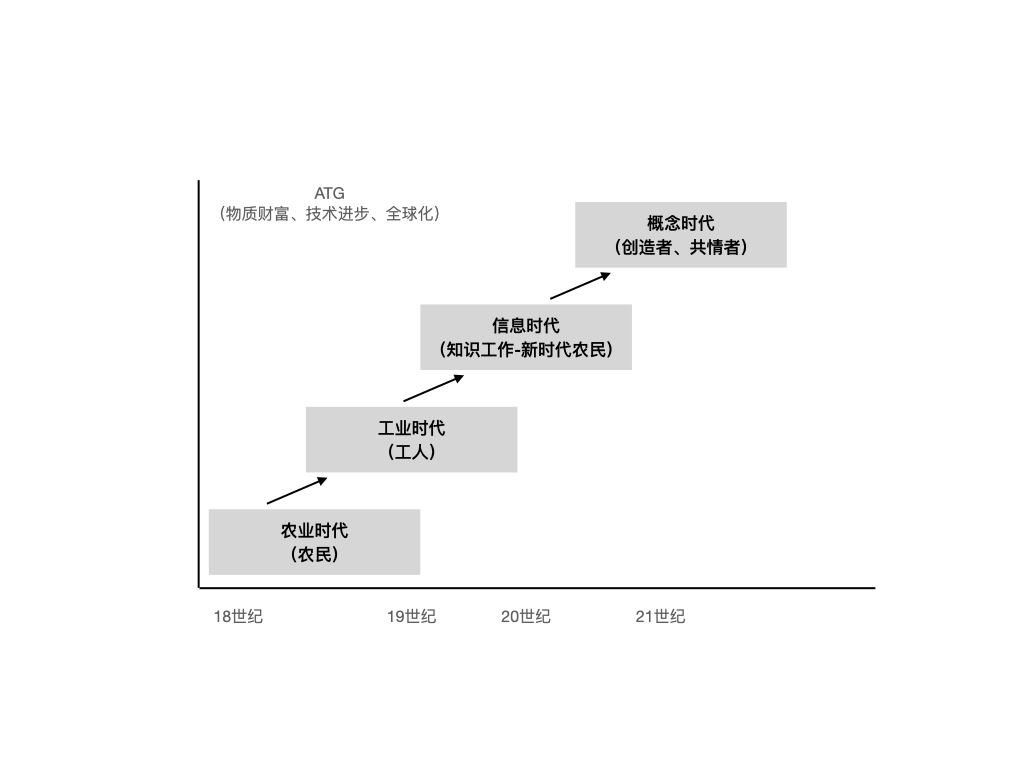 ATG
（物质财富、技术进步、全球化）
概念时代
（创造者、共情者）
信息时代
（知识工作-新时代农民）
工业时代
（工人）
农业时代
（农民）
18世纪
19世纪
20世纪
21世纪